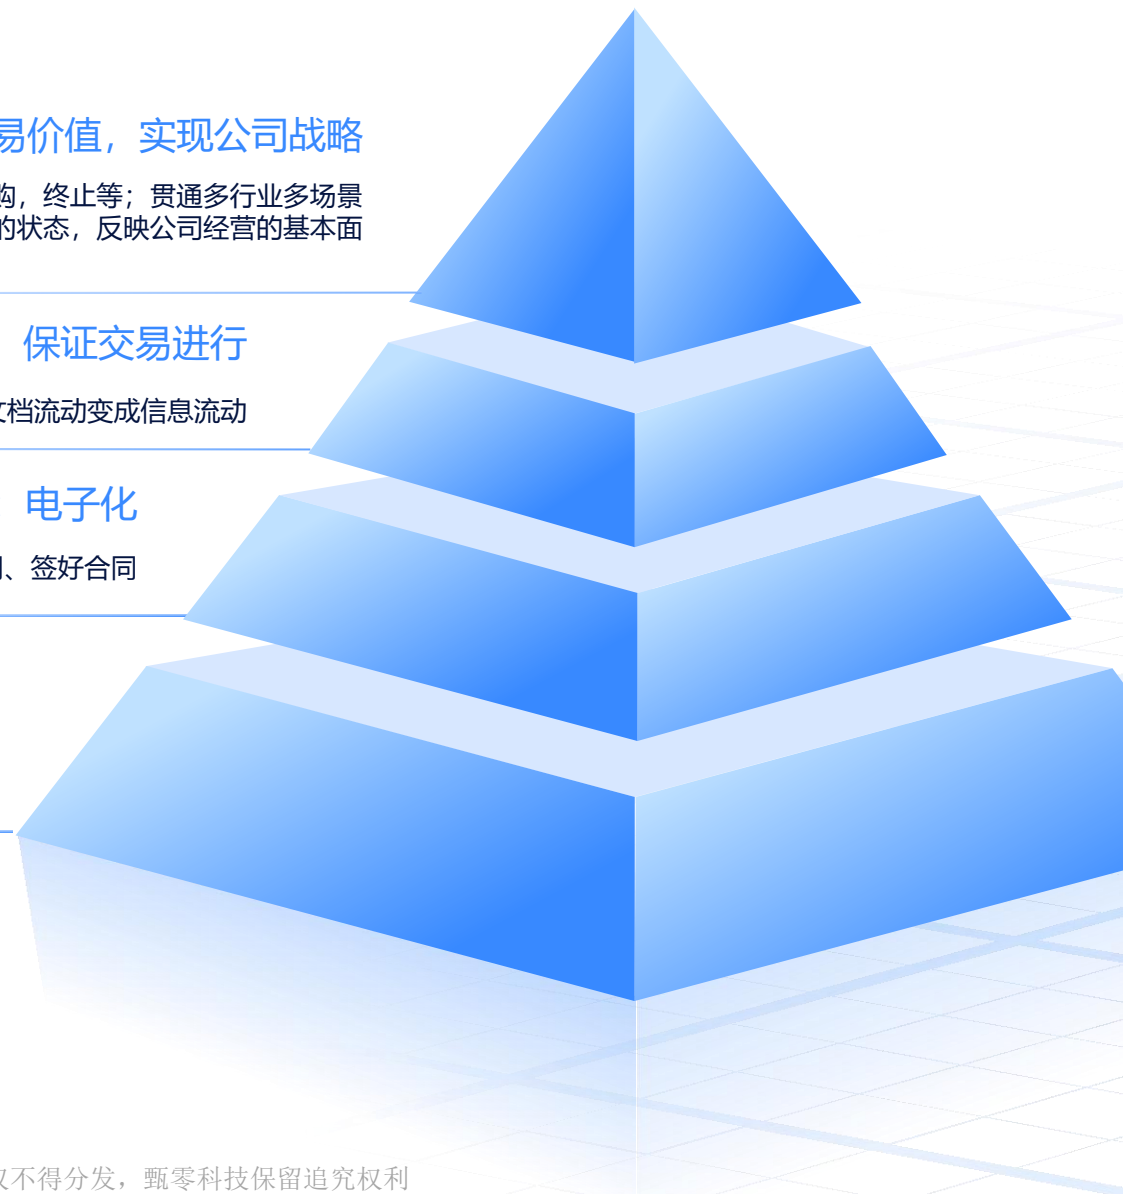 易价值，实现公司战略
购，终止等；贯通多行业多场景
的状态，反映公司经营的基本面
保证交易进行
文档流动变成信息流动
电子化
、签好合同
不得分发，甄零科技保留追究权利